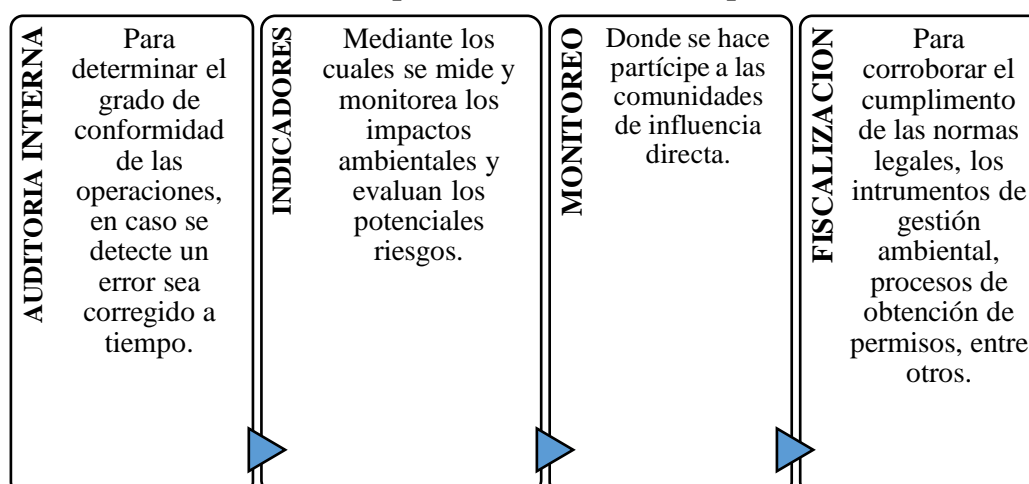 AUDITORIA INTERNA
Para
determinar el
grado de
conformidad
de las
operaciones,
en caso se
detecte un
error sea
corregido a
tiempo.
INDICADORES
Mediante los
cuales se mide y
monitorea los
impactos
ambientales y
evaluan los
potenciales
riesgos.
MONITOREO
Donde se hace
partícipe a las
comunidades
de influencia
directa.
FISCALIZACION
Para
corroborar el
cumplimento
de las normas
legales, los
intrumentos de
gestión
ambiental,
procesos de
obtención de
permisos, entre
otros.